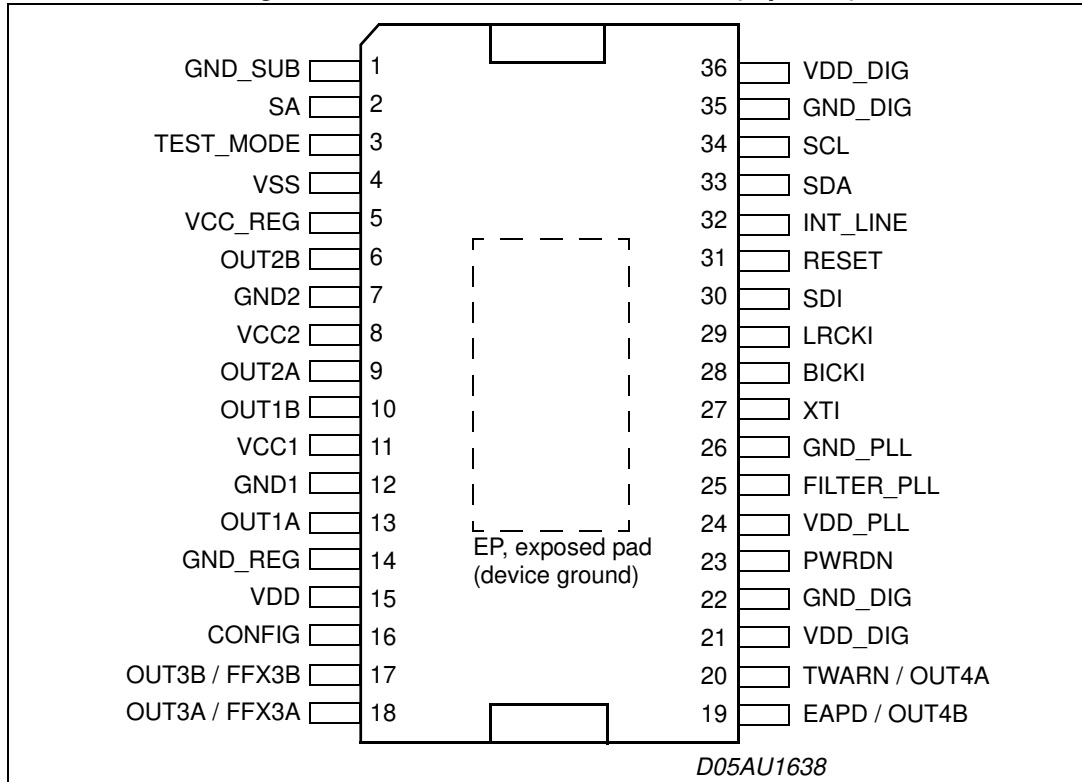 GND_SUB 1
SA 2
TEST_MODE 3
VSS 4
VCC_REG 5
OUT2B 6
GND2 7
VCC2 8
OUT2A 9
OUT1B 10
VCC1 11
GND1 12
OUT1A 13
GND_REG 14
VDD 15
CONFIG 16
OUT3B / FFX3B 17
OUT3A / FFX3A 18
EP, exposed pad
(device ground)
36 VDD_DIG
35 GND_DIG
34 SCL
33 SDA
32 INT_LINE
31 RESET
30 SDI
29 LRCKI
28 BICKI
27 XTI
26 GND_PLL
25 FILTER_PLL
24 VDD_PLL
23 PWRDN
22 GND_DIG
21 VDD_DIG
20 TWARN / OUT4A
19 EAPD / OUT4B
D05AU1638